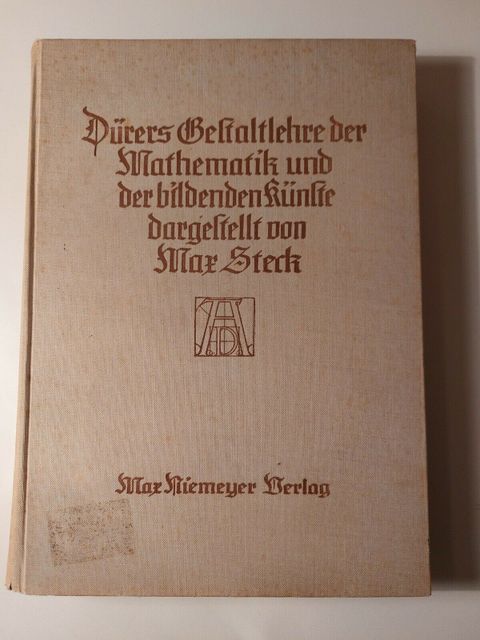 Dürers Gestaltlehre der
Mathematik und
der bildenden Künste
dargestellt von
Max Steck
Max Niemeyer Verlag